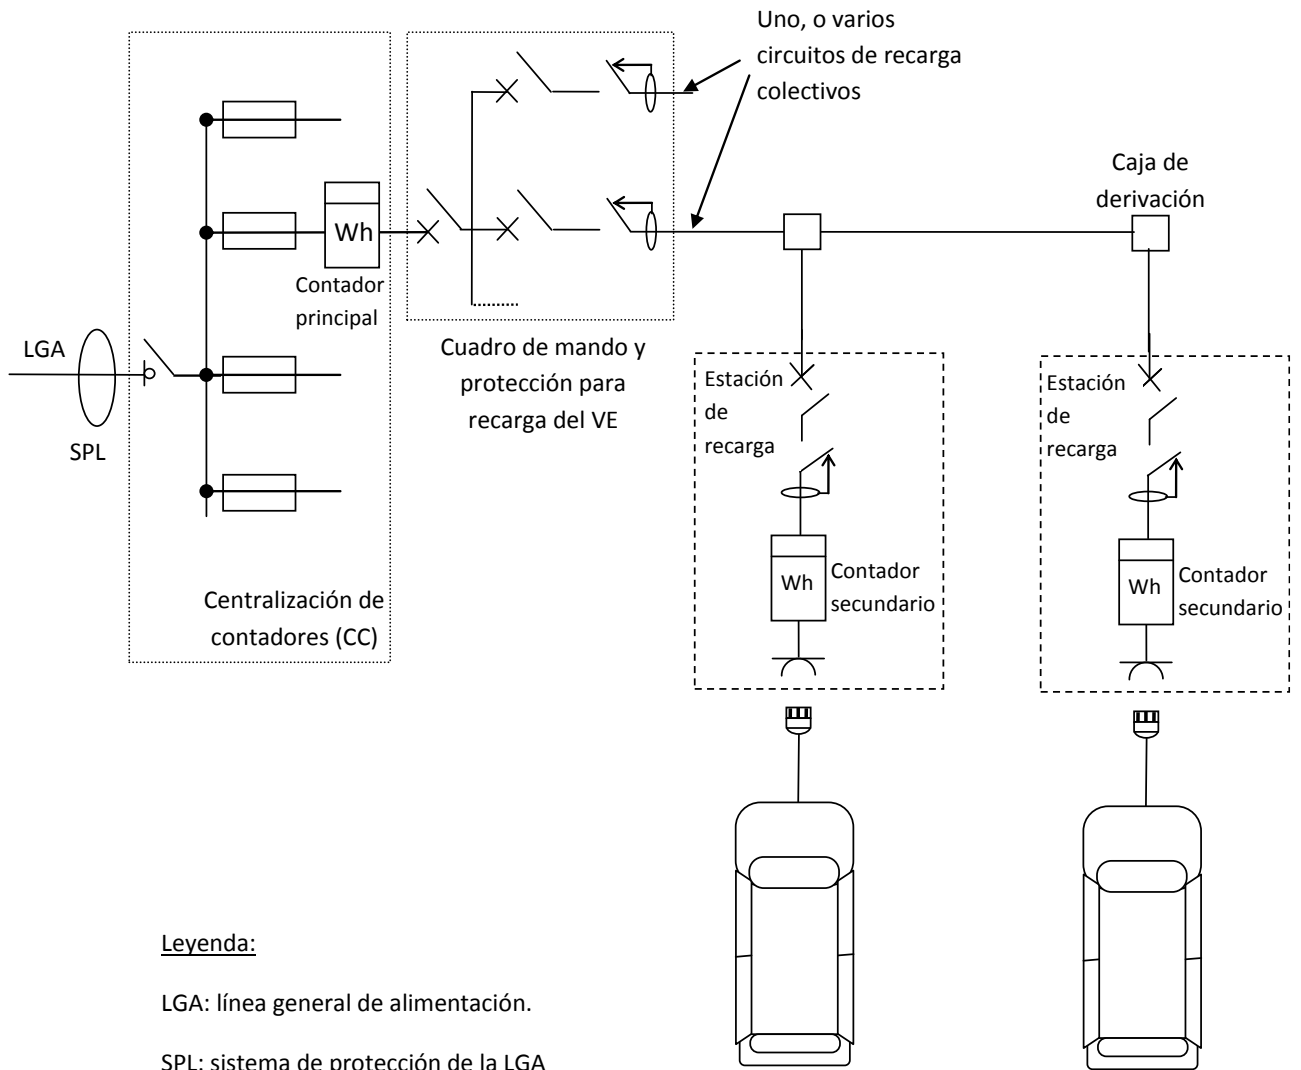 Uno, o varios
circuitos de recarga
colectivos
Caja de
derivación
Wh
Contador
principal
LGA
SPL
Cuadro de mando y
protección para
recarga del VE
Centralización de
contadores (CC)
Estación
de
recarga
Wh
Contador
secundario
Estación
de
recarga
Wh
Contador
secundario
Leyenda:
LGA: línea general de alimentación.
SPL: sistema de protección de la LGA